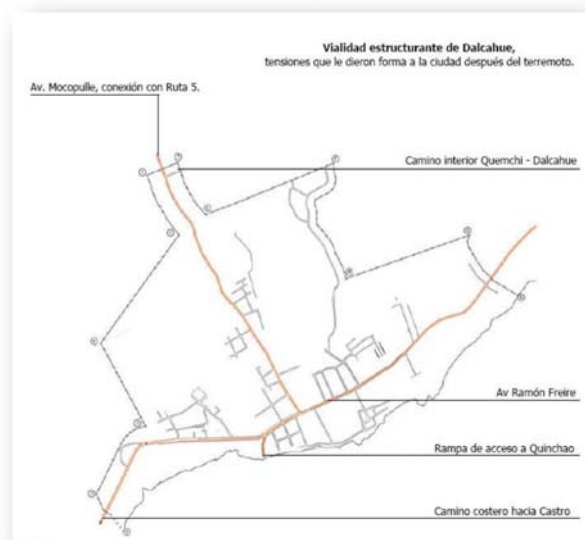 Vialidad estructurante de Dalcahue,
tensiones que le dieron forma a la ciudad después del terremoto.
Av. Mocopulle, conexión con Ruta 5.
Camino interior Quemchi - Dalcahue
Av Ramón Freire
Rampa de acceso a Quinchao
Camino costero hacia Castro